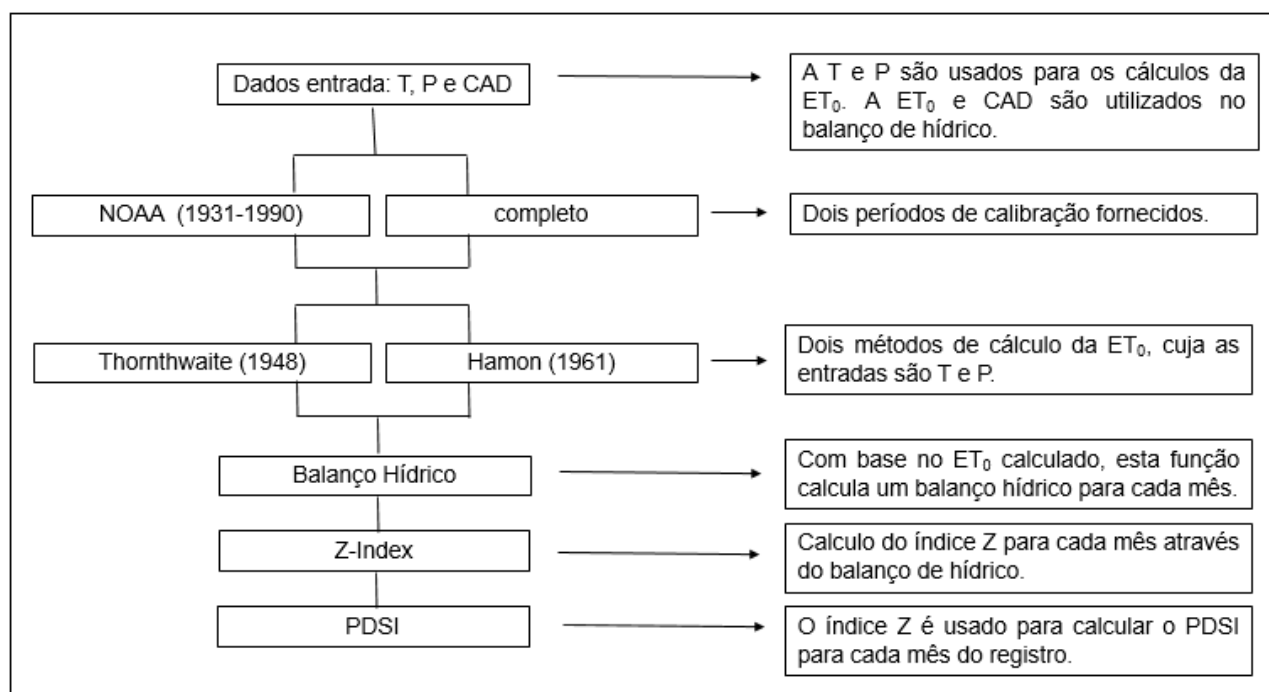 Dados entrada: T, P e CAD
A T e P são usados para os cálculos da
ET₀. A ET₀ e CAD são utilizados no
balanço de hídrico.
NOAA (1931-1990)
completo
Dois períodos de calibração fornecidos.
Thornthwaite (1948)
Hamon (1961)
Dois métodos de cálculo da ET₀, cuja as
entradas são T e P.
Balanço Hídrico
Com base no ET₀ calculado, esta função
calcula um balanço hídrico para cada mês.
Z-Index
Calculo do índice Z para cada mês através
do balanço de hídrico.
PDSI
O índice Z é usado para calcular o PDSI
para cada mês do registro.